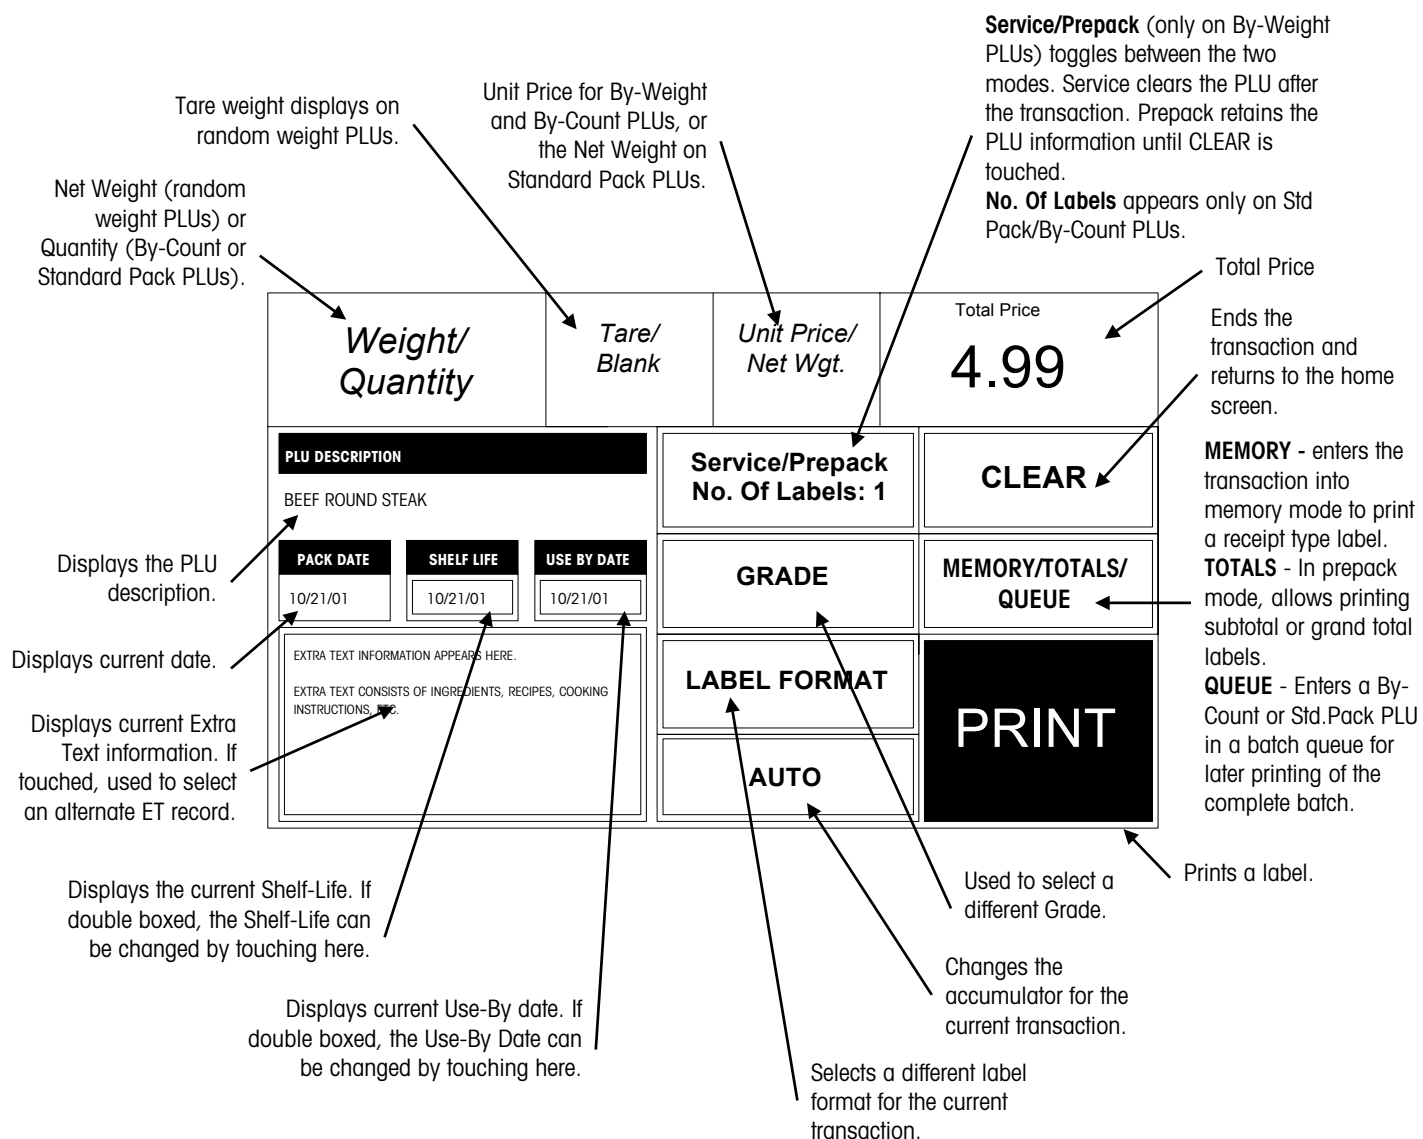 Service/Prepack (only on By-Weight
PLUs) toggles between the two
modes. Service clears the PLU after
the transaction. Prepack retains the
PLU information until CLEAR is
touched.
No. Of Labels appears only on Std
Pack/By-Count PLUs.
Unit Price for By-Weight
and By-Count PLUs, or
the Net Weight on
Standard Pack PLUs.
Tare weight displays on
random weight PLUs.
Net Weight (random
weight PLUs) or
Quantity (By-Count or
Standard Pack PLUs).
Total Price
Ends the
transaction and
returns to the home
screen.
Weight/
Quantity
Tare/
Blank
Unit Price/
Net Wgt.
Total Price
4.99
PLU DESCRIPTION
BEEF ROUND STEAK
Service/Prepack
No. Of Labels: 1
CLEAR
MEMORY - enters the
transaction into
memory mode to print
a receipt type label.
TOTALS - In prepack
mode, allows printing
subtotal or grand total
labels.
QUEUE - Enters a By-
Count or Std.Pack PLU
in a batch queue for
later printing of the
complete batch.
Displays the PLU
description.
PACK DATE
SHELF LIFE
USE BY DATE
10/21/01
10/21/01
10/21/01
GRADE
MEMORY/TOTALS/
QUEUE
Displays current date.
EXTRA TEXT INFORMATION APPEARS HERE.
EXTRA TEXT CONSISTS OF INGREDIENTS, RECIPES, COOKING
INSTRUCTIONS, ETC.
LABEL FORMAT
PRINT
AUTO
Displays current Extra
Text information. If
touched, used to select
an alternate ET record.
Prints a label.
Displays the current Shelf-Life. If
double boxed, the Shelf-Life can
be changed by touching here.
Used to select a
different Grade.
Displays current Use-By date. If
double boxed, the Use-By Date can
be changed by touching here.
Changes the
accumulator for the
current transaction.
Selects a different label
format for the current
transaction.